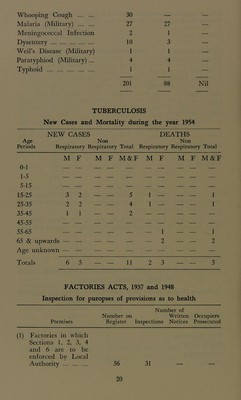 Whooping Cough ... ... 30 — —
Malaria (Military) ... ... 27 27 —
Meningococcal Infection 2 1 —
Dysentery ... ... ... ... 10 3 —
Weil's Disease (Military) 1 1 —
Paratyphiod (Military) ... 4 4 —
Typhoid ... ... ... ... 1 1 —
201 88 Nil
TUBERCULOSIS
New Cases and Mortality during the year 1954
NEW CASES DEATHS
Age Non Non
Periods Respiratory Respiratory Total Respiratory Respiratory Total
M F M F M & F M F M F M & F
0-1 — — — — — — — — — —
1-5 — — — — — — — — — —
5-15 — — — — — — — — — —
15-25 3 2 — — 5 1 — — — 1
25-35 2 2 — — 4 1 — — — 1
35-45 1 1 — — 2 — — — — —
45-55 — — — — — — — — — —
55-65 — — — — — — 1 — — 1
65 & upwards — — — — — — 2 — — 2
Age unknown — — — — — — — — — —
Totals 6 5 — — 11 2 3 — — 5
FACTORIES ACTS, 1937 and 1948
Inspection for puropses of provisions as to health
Number of
Number on Written Occupiers
Premises Register Inspections Notices Prosecuted
(1) Factories in which
Sections 1, 2, 3, 4
and 6 are to be
enforced by Local
Authority ... ... ... 56 31 — —
20